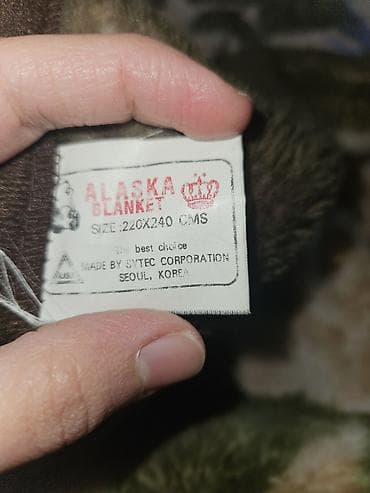 ALASKA
BLANKET
SIZE:220X240 CMS
the best choice
MADE BY SYTEC CORPORATION
SEOUL, KOREA